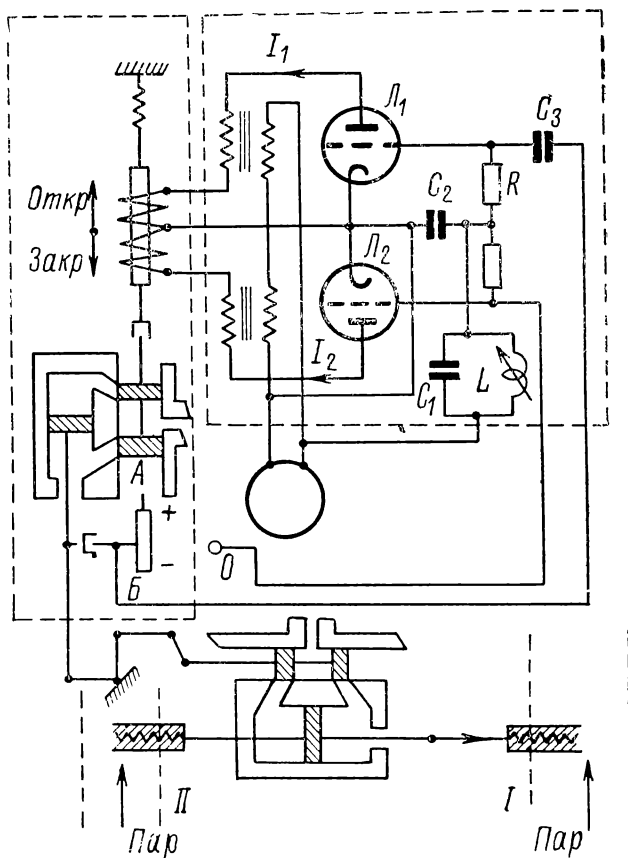 I₁
Л₁
C₃
Откр
C₂
R
Закр
Л₂
I₂
C₁
L
А
+
Б
–
О
II
I
Пар
Пар